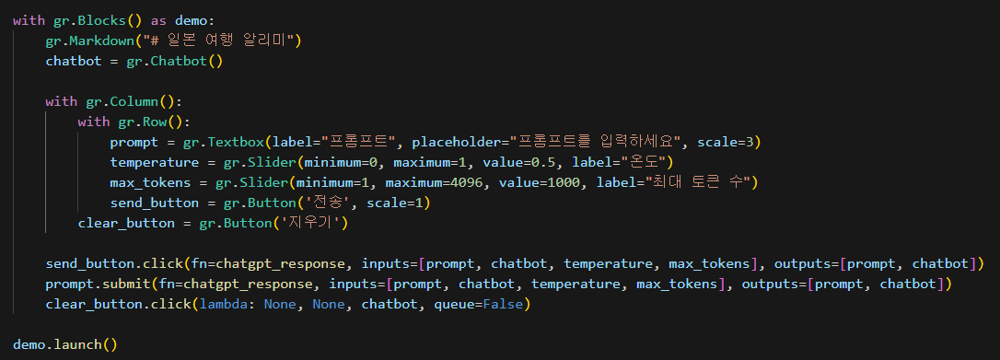 with gr.Blocks() as demo:
    gr.Markdown("# 일본 여행 알리미")
    chatbot = gr.Chatbot()

    with gr.Column():
        with gr.Row():
            prompt = gr.Textbox(label="프롬프트", placeholder="프롬프트를 입력하세요", scale=3)
            temperature = gr.Slider(minimum=0, maximum=1, value=0.5, label="온도")
            max_tokens = gr.Slider(minimum=1, maximum=4096, value=1000, label="최대 토큰 수")
            send_button = gr.Button('전송', scale=1)
        clear_button = gr.Button('지우기')

    send_button.click(fn=chatgpt_response, inputs=[prompt, chatbot, temperature, max_tokens], outputs=[prompt, chatbot])
    prompt.submit(fn=chatgpt_response, inputs=[prompt, chatbot, temperature, max_tokens], outputs=[prompt, chatbot])
    clear_button.click(lambda: None, None, chatbot, queue=False)

demo.launch()